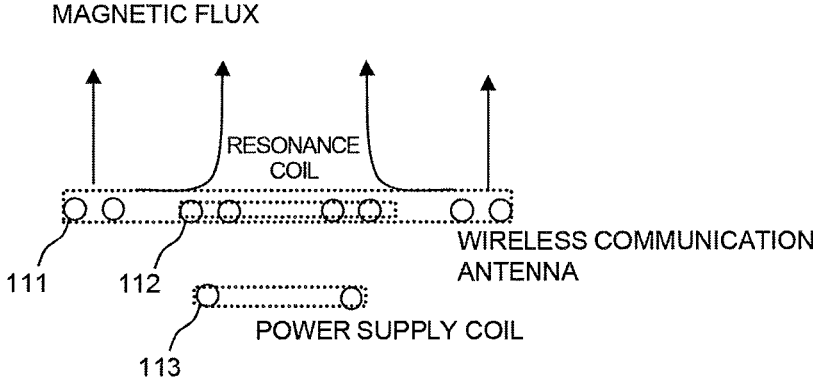 MAGNETIC FLUX
RESONANCE
COIL
WIRELESS COMMUNICATION
ANTENNA
111
112
POWER SUPPLY COIL
113